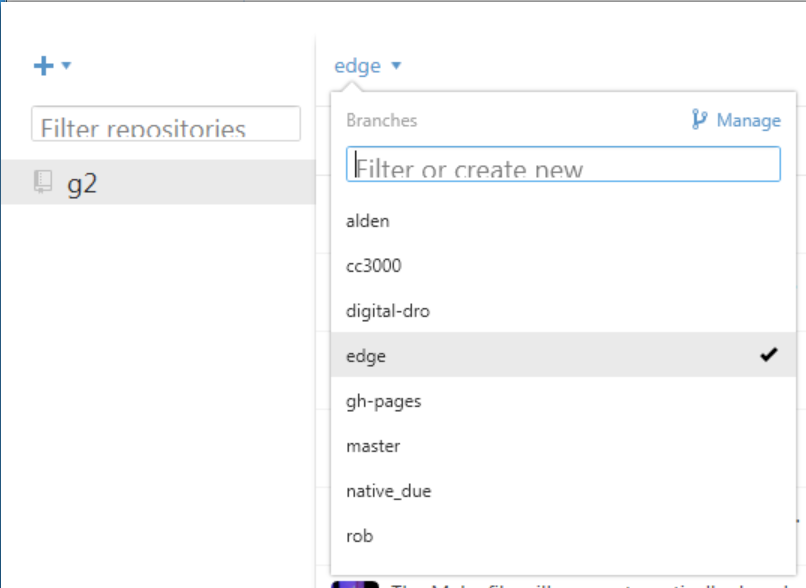 edge
Filter repositories
g2
Branches
Manage
Filter or create new
alden
cc3000
digital-dro
edge
gh-pages
master
native_due
rob